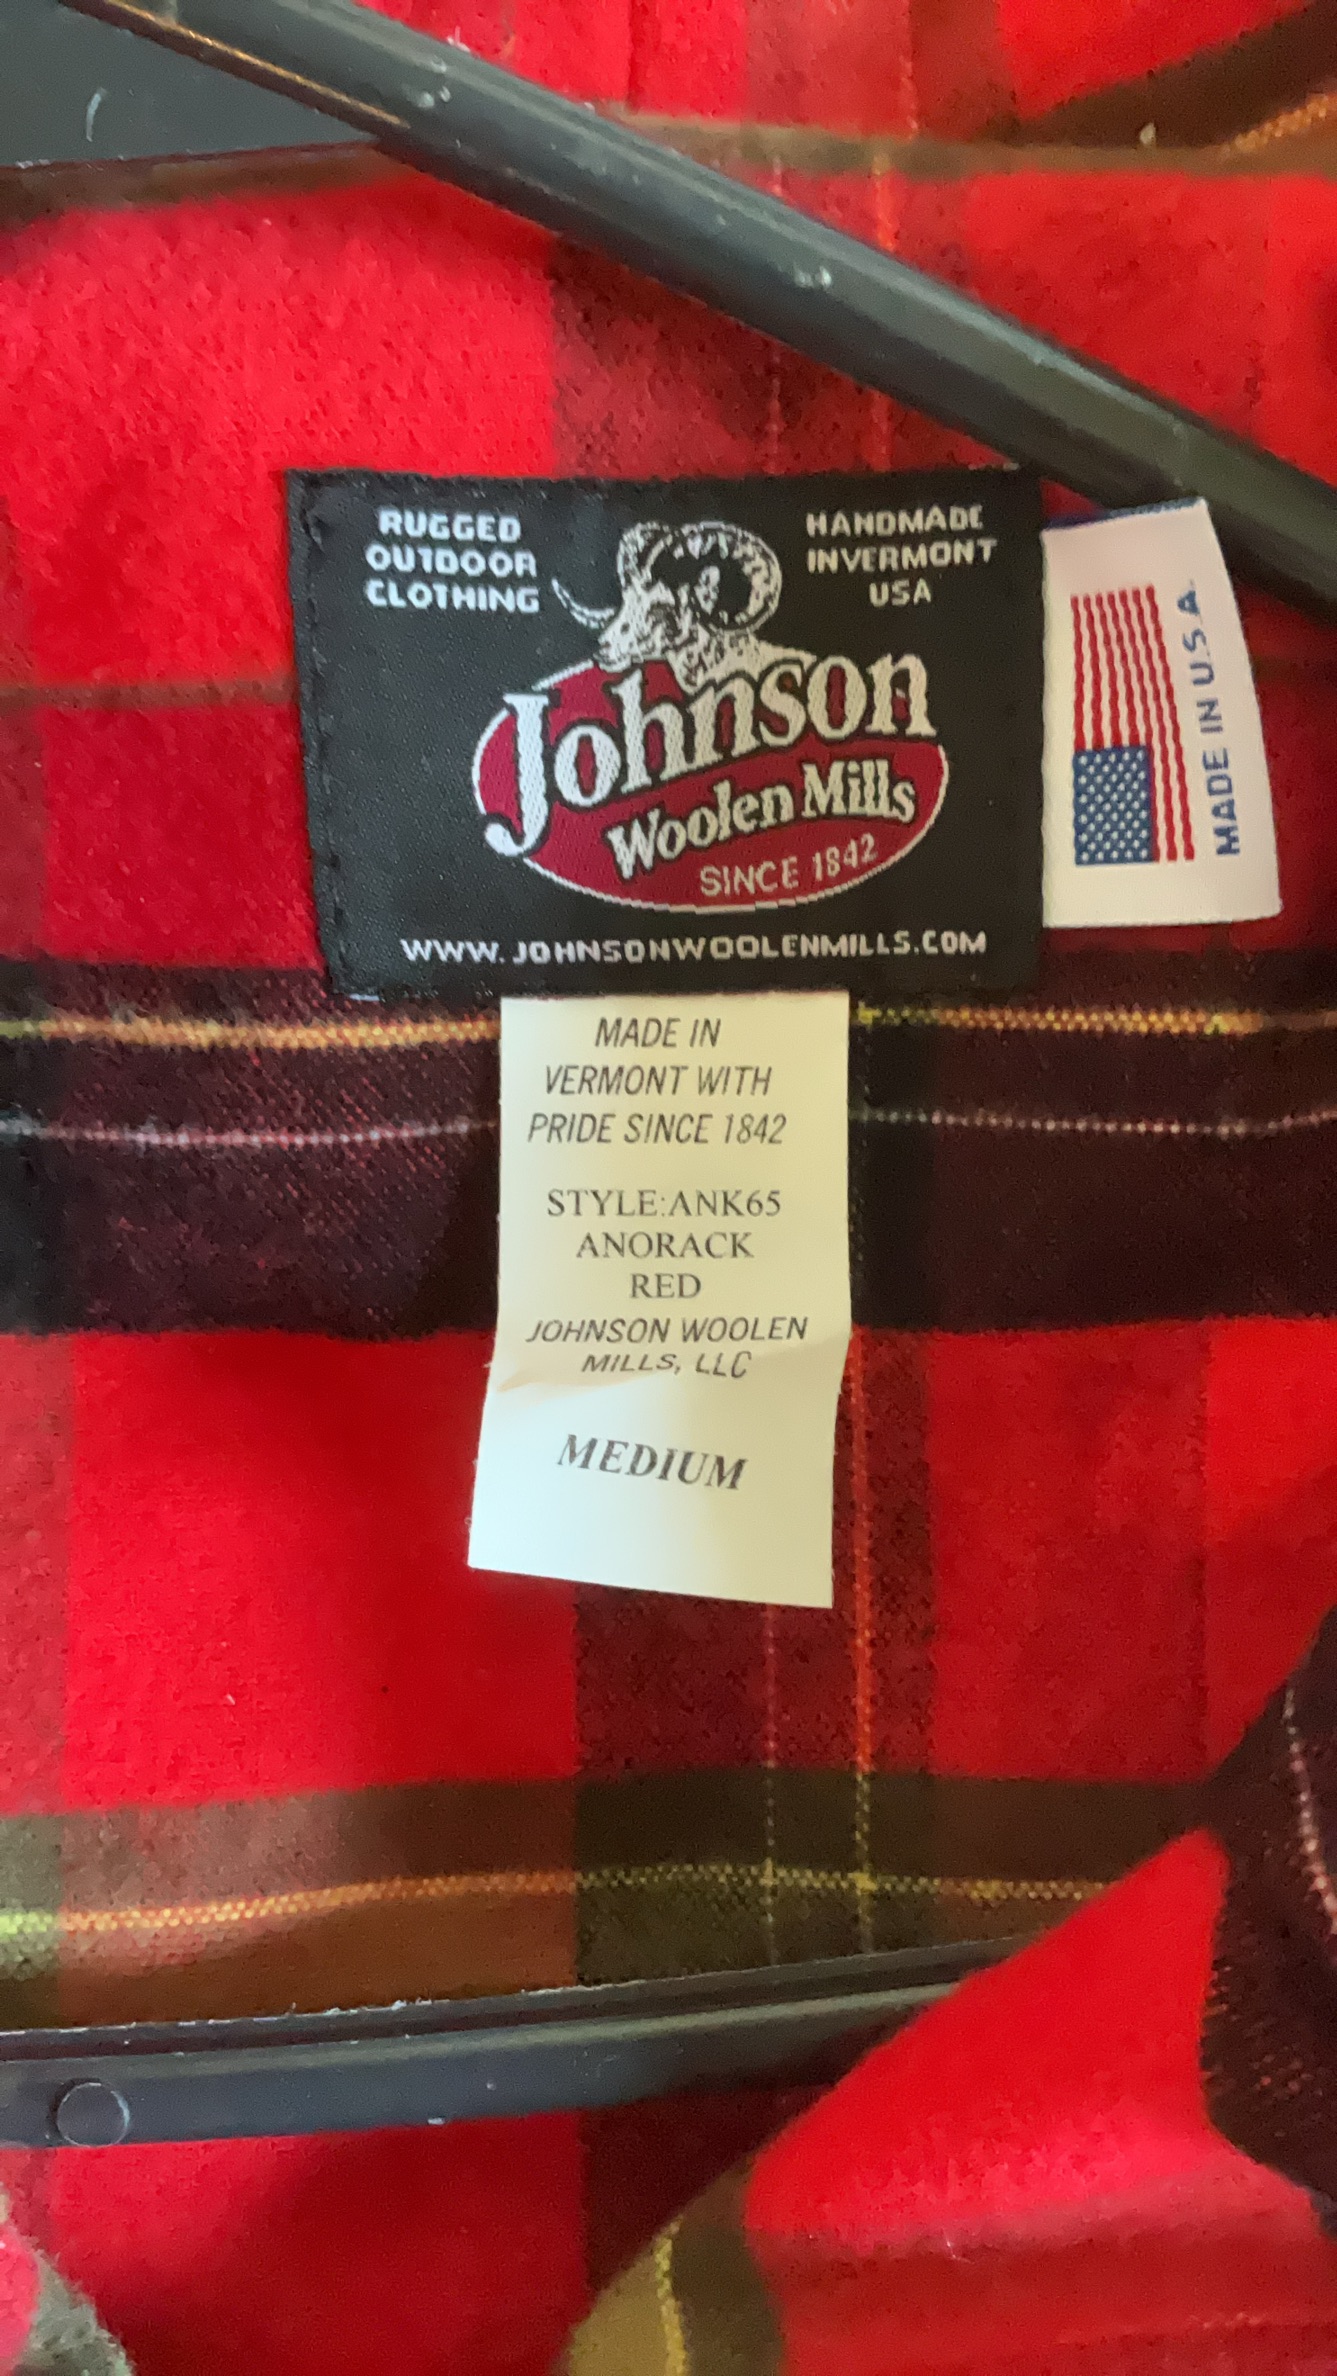 RUGGED
OUTDOOR
CLOTHING
HANDMADE
INVERMONT
USA
Johnson
Woolen Mills
SINCE 1842
WWW.JOHNSONWOOLENMILLS.COM
MADE IN U.S.A.
MADE IN
VERMONT WITH
PRIDE SINCE 1842
STYLE:ANK65
ANORACK
RED
JOHNSON WOOLEN
MILLS, LLC
MEDIUM